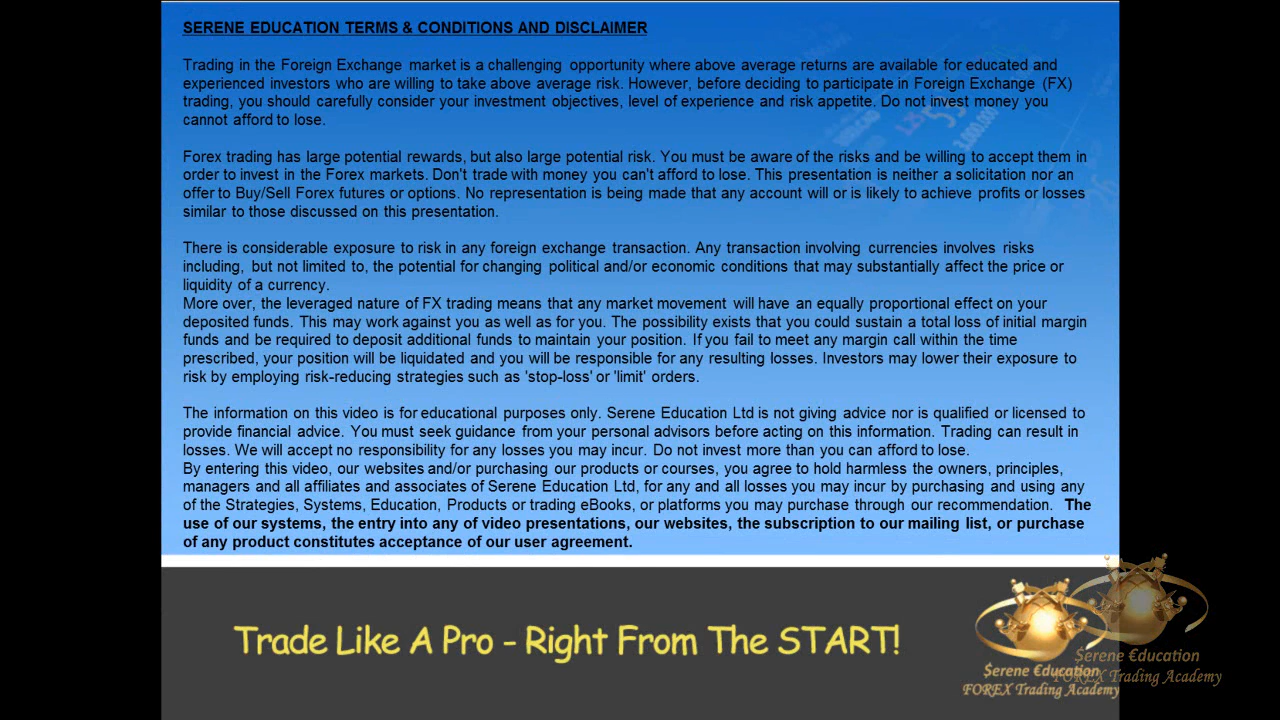 SERENE EDUCATION TERMS & CONDITIONS AND DISCLAIMER
Trading in the Foreign Exchange market is a challenging opportunity where above average returns are available for educated and
experienced investors who are willing to take above average risk. However, before deciding to participate in Foreign Exchange (FX)
trading, you should carefully consider your investment objectives, level of experience and risk appetite. Do not invest money you
cannot afford to lose.
Forex trading has large potential rewards, but also large potential risk. You must be aware of the risks and be willing to accept them in
order to invest in the Forex markets. Don't trade with money you can't afford to lose. This presentation is neither a solicitation nor an
offer to Buy/Sell Forex futures or options. No representation is being made that any account will or is likely to achieve profits or losses
similar to those discussed on this presentation.
There is considerable exposure to risk in any foreign exchange transaction. Any transaction involving currencies involves risks
including, but not limited to, the potential for changing political and/or economic conditions that may substantially affect the price or
liquidity of a currency.
More over, the leveraged nature of FX trading means that any market movement will have an equally proportional effect on your
deposited funds. This may work against you as well as for you. The possibility exists that you could sustain a total loss of initial margin
funds and be required to deposit additional funds to maintain your position. If you fail to meet any margin call within the time
prescribed, your position will be liquidated and you will be responsible for any resulting losses. Investors may lower their exposure to
risk by employing risk-reducing strategies such as 'stop-loss' or 'limit' orders.
The information on this video is for educational purposes only. Serene Education Ltd is not giving advice nor is qualified or licensed to
provide financial advice. You must seek guidance from your personal advisors before acting on this information. Trading can result in
losses. We will accept no responsibility for any losses you may incur. Do not invest more than you can afford to lose.
By entering this video, our websites and/or purchasing our products or courses, you agree to hold harmless the owners, principles,
managers and all affiliates and associates of Serene Education Ltd, for any and all losses you may incur by purchasing and using any
of the Strategies, Systems, Education, Products or trading eBooks, or platforms you may purchase through our recommendation. The
use of our systems, the entry into any of video presentations, our websites, the subscription to our mailing list, or purchase
of any product constitutes acceptance of our user agreement.
Trade Like A Pro - Right From The START!
$erene €ducation
FOREX Trading Academy
$erene €ducation
FOREX Trading Academy